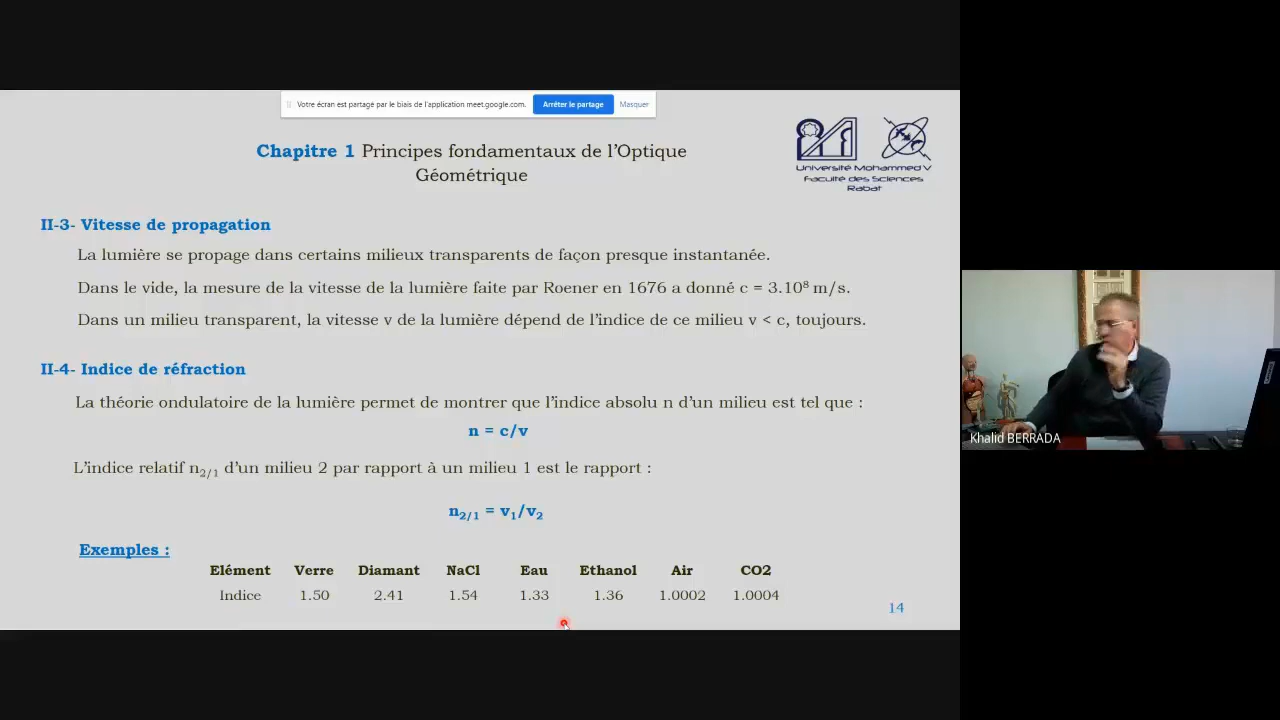 Votre écran est partagé par le biais de l'application meet.google.com. Arrêter le partage Masquer
Chapitre 1 Principes fondamentaux de l'Optique
Géométrique
Université Mohammed V
Faculté des Sciences
Rabat
II-3- Vitesse de propagation
La lumière se propage dans certains milieux transparents de façon presque instantanée.
Dans le vide, la mesure de la vitesse de la lumière faite par Roener en 1676 a donné c = 3.10⁸ m/s.
Dans un milieu transparent, la vitesse v de la lumière dépend de l'indice de ce milieu v < c, toujours.
II-4- Indice de réfraction
La théorie ondulatoire de la lumière permet de montrer que l'indice absolu n d'un milieu est tel que :
n = c/v
L'indice relatif n₂/₁ d'un milieu 2 par rapport à un milieu 1 est le rapport :
n₂/₁ = v₁/v₂
Exemples :
Elément Verre Diamant NaCl Eau Ethanol Air CO2
Indice 1.50 2.41 1.54 1.33 1.36 1.0002 1.0004
14
Khalid BERRADA